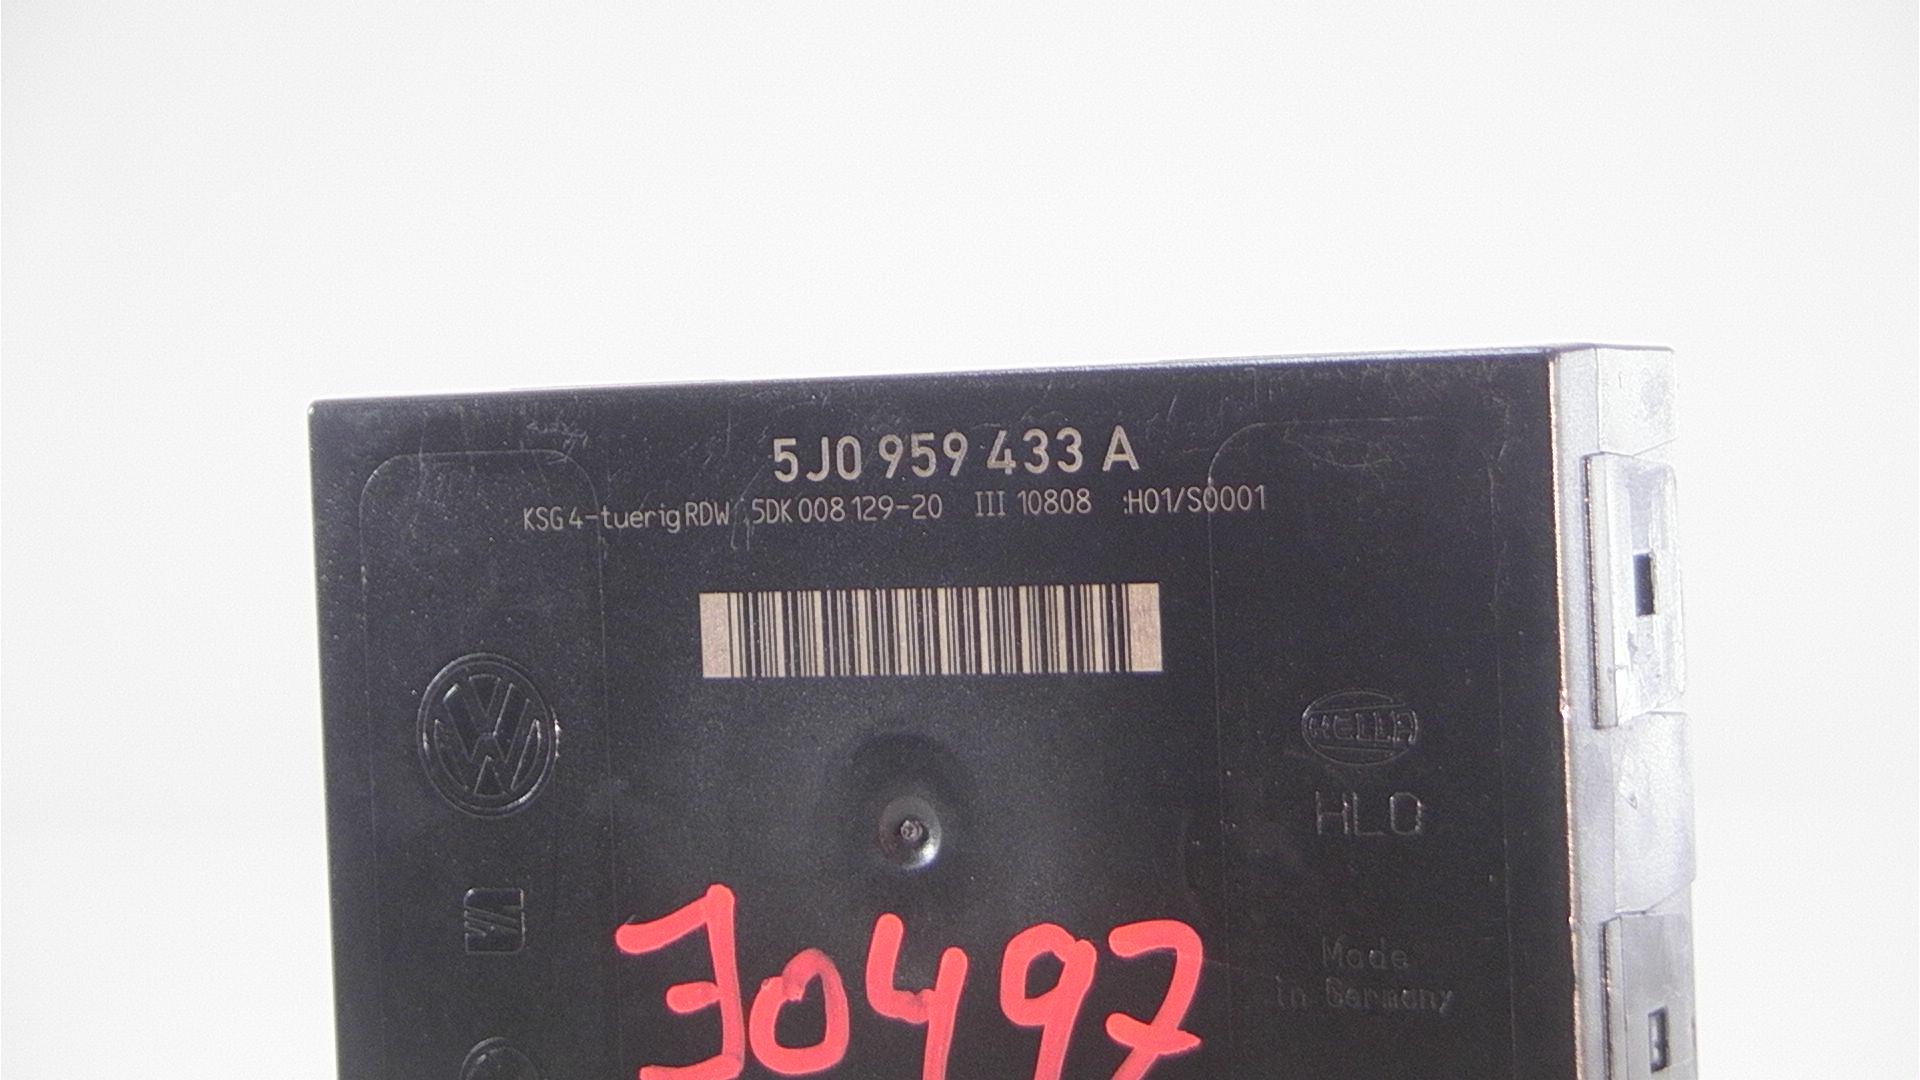 5J0 959 433 A
KSG 4-tuerig RDW 5DK 008 129-20 III 10808 :H01/S0001
HELLA
HLO
Made
in Germany